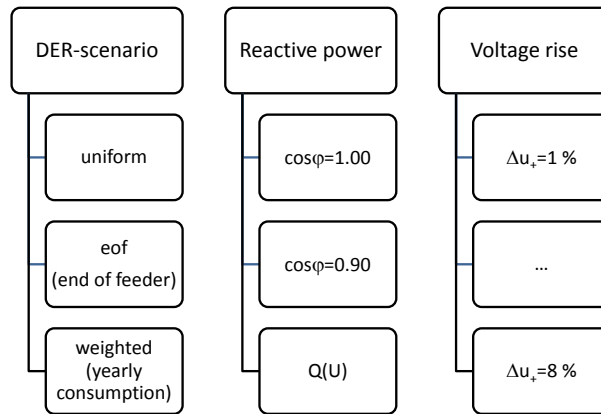 DER-scenario
uniform
eof
(end of feeder)
weighted
(yearly
consumption)
Reactive power
cosφ=1.00
cosφ=0.90
Q(U)
Voltage rise
Δu₊=1 %
...
Δu₊=8 %